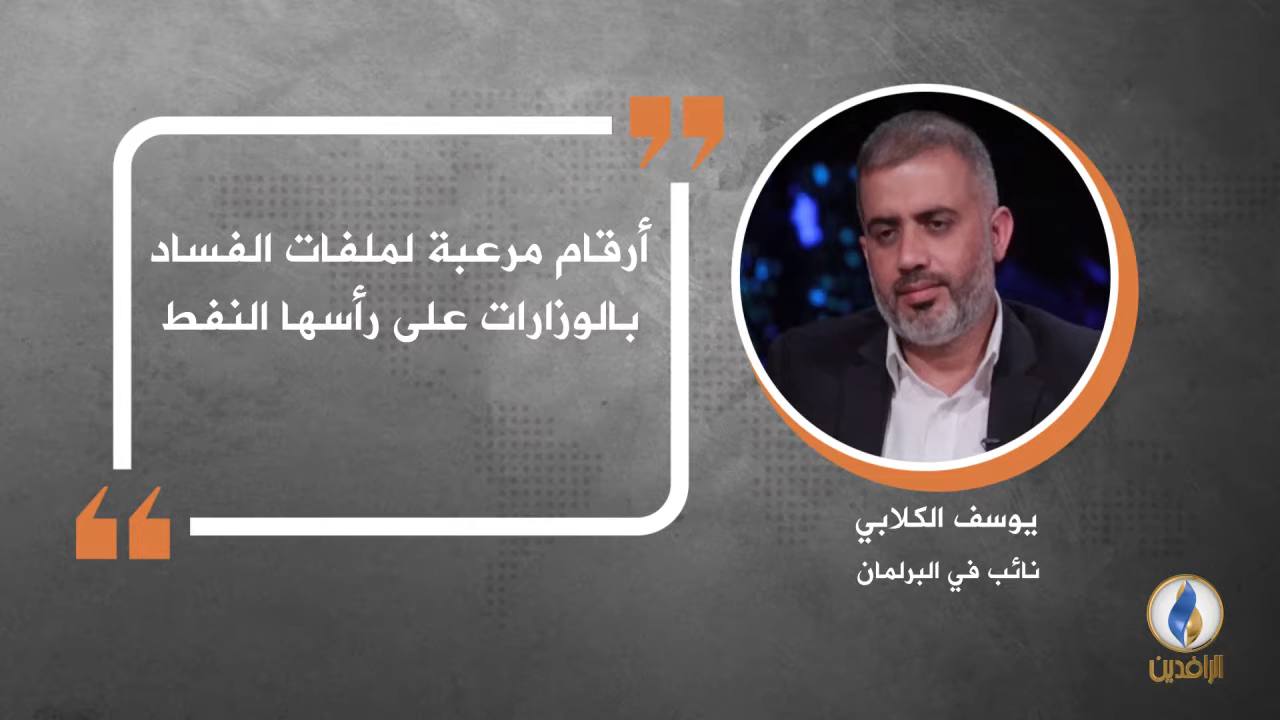 أرقام مرعبة لملفات الفساد
بالوزارات على رأسها النفط
يوسف الكلابي
نائب في البرلمان
الرافدين